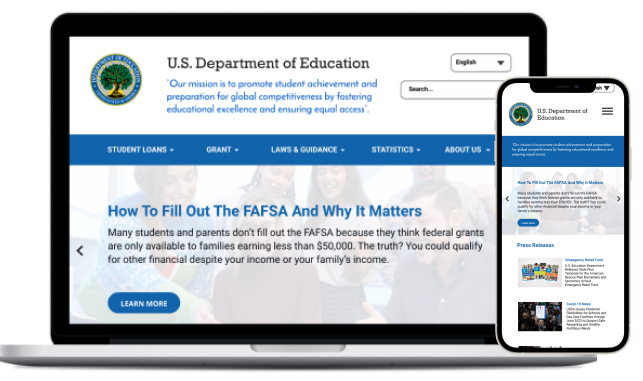 U.S. Department of Education
"Our mission is to promote student achievement and
preparation for global competitiveness by fostering
educational excellence and ensuring equal access".
English
Search...
STUDENT LOANS
GRANT
LAWS & GUIDANCE
STATISTICS
ABOUT US
How To Fill Out The FAFSA And Why It Matters
Many students and parents don't fill out the FAFSA because they think federal grants
are only available to families earning less than $50,000. The truth? You could qualify
for other financial despite your income or your family's income.
LEARN MORE
U.S. Department of
Education
"Our mission is to promote student achievement and preparation
for global competitiveness by fostering educational excellence and
ensuring equal access".
How To Fill Out The FAFSA And Why It Matters
Many students and parents don't fill out the FAFSA
because they think federal grants are only available to
families earning less than $50,000. The truth? You could
qualify for other financial despite your income or your
family's income.
LEARN MORE
Press Releases
Emergency Relief Fund
U.S. Education Department
Releases State Plan
Template for the American
Rescue Plan Elementary and
Secondary School
Emergency Relief Fund
Covid-19 News
USDA Issues Pandemic
Flexibilities for Schools and
Day Care Facilities through
June 2022 to Support Safe
Reopening and Healthy,
Nutritious Meals